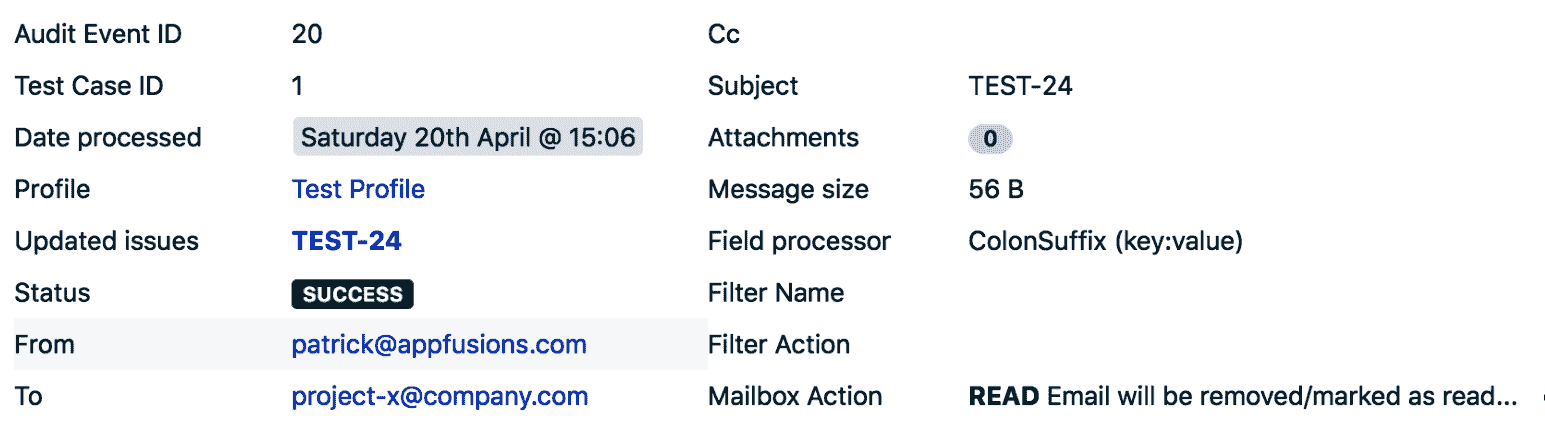 Audit Event ID 20 Cc
Test Case ID 1 Subject TEST-24
Date processed Saturday 20th April @ 15:06 Attachments 0
Profile Test Profile Message size 56 B
Updated issues TEST-24 Field processor ColonSuffix (key:value)
Status SUCCESS Filter Name
From patrick@appfusions.com Filter Action
To project-x@company.com Mailbox Action READ Email will be removed/marked as read...